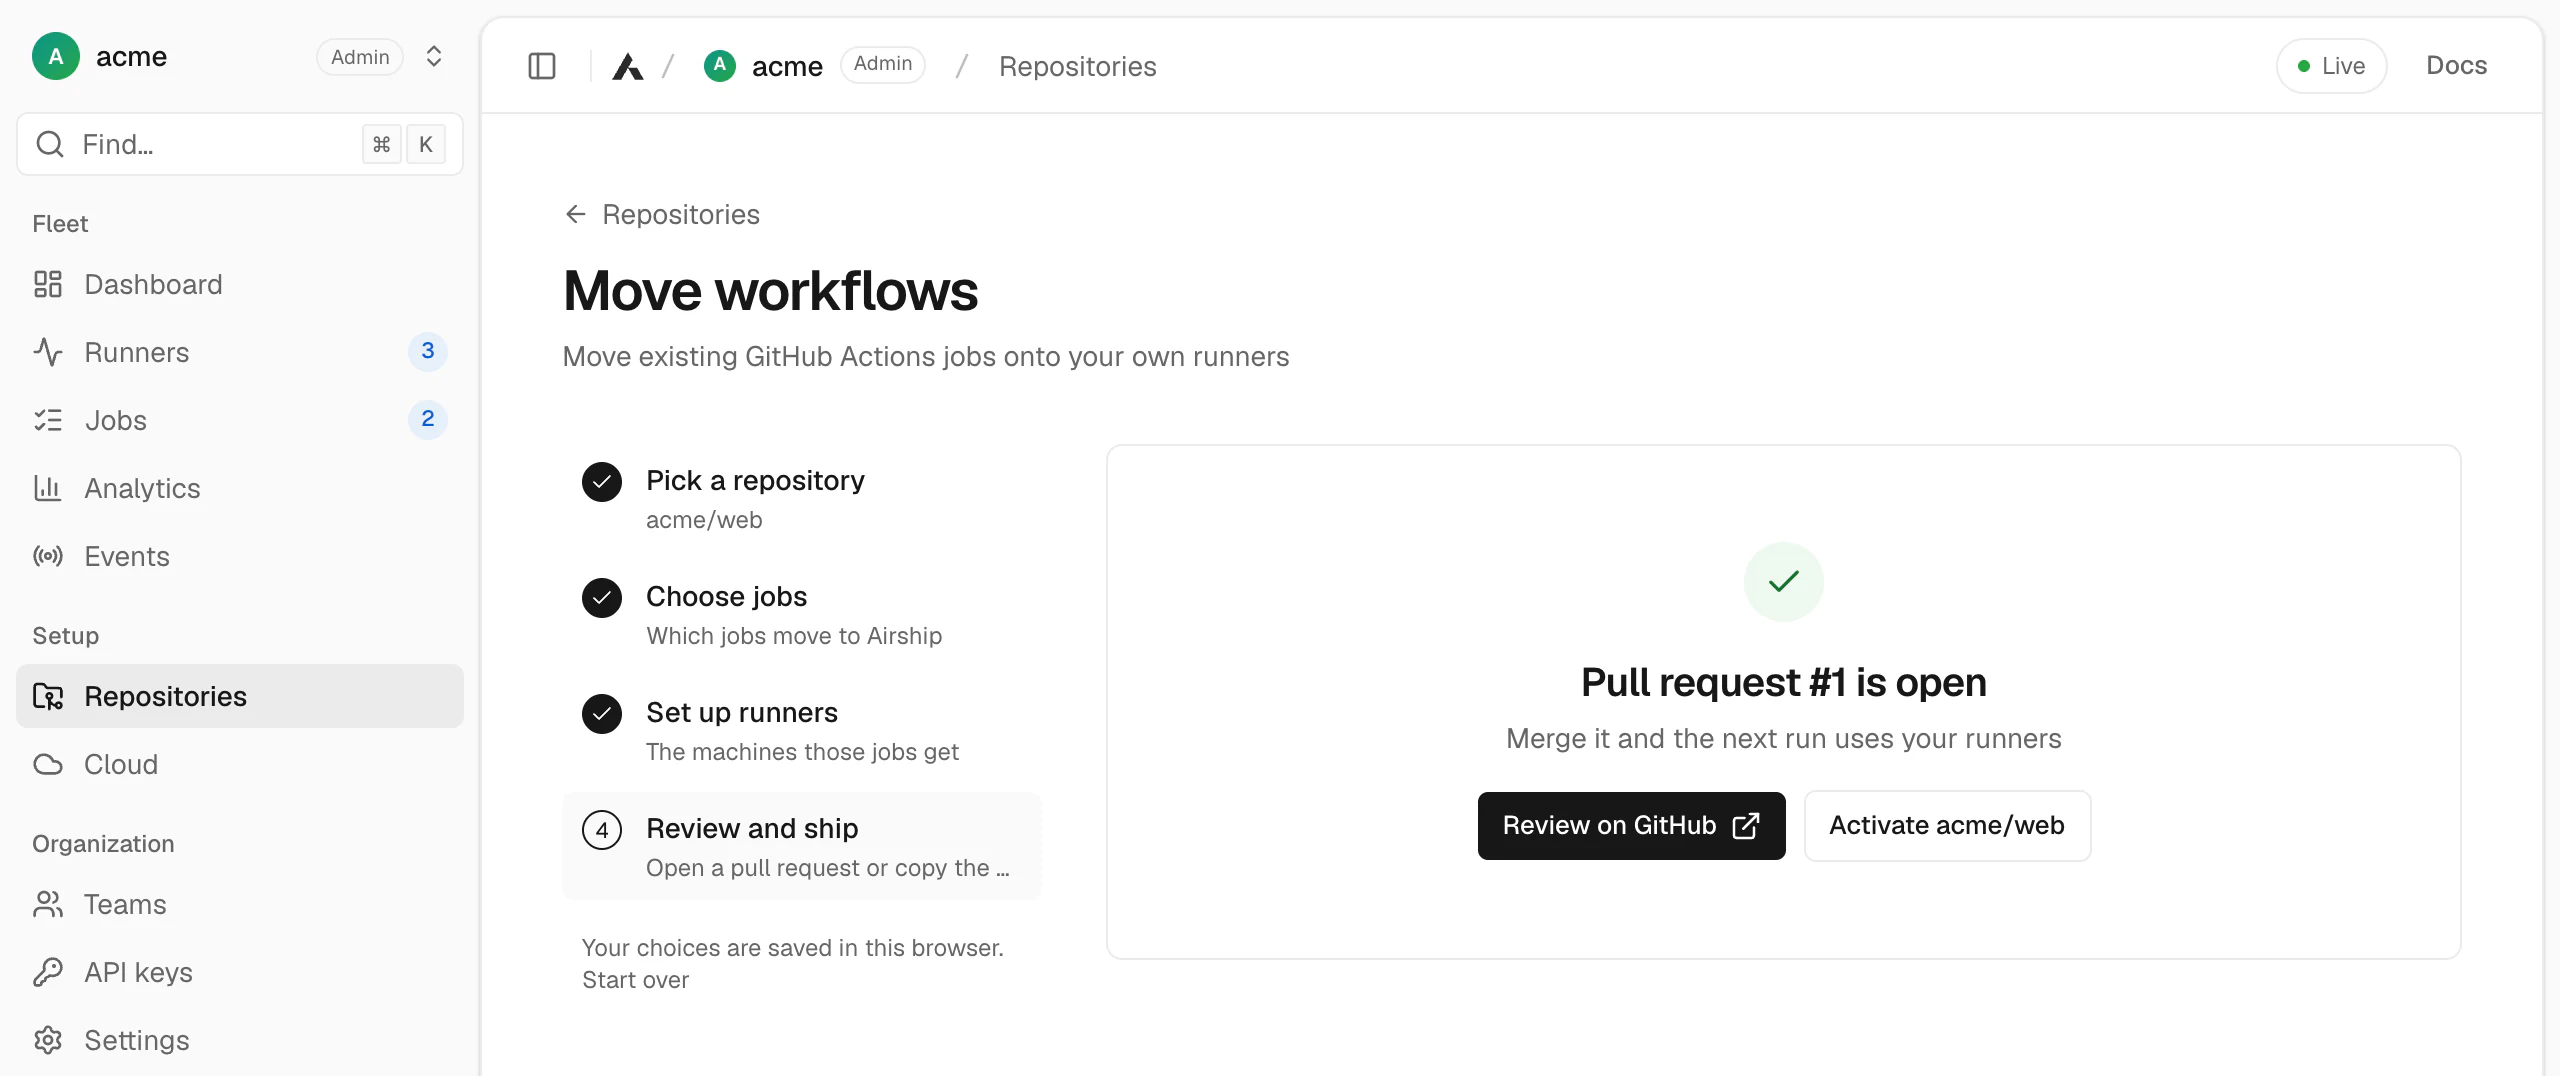 A acme Admin
Find... ⌘ K
Fleet
Dashboard
Runners 3
Jobs 2
Analytics
Events
Setup
Repositories
Cloud
Organization
Teams
API keys
Settings
/ A acme Admin / Repositories
Live Docs
← Repositories
Move workflows
Move existing GitHub Actions jobs onto your own runners
Pick a repository
acme/web
Choose jobs
Which jobs move to Airship
Set up runners
The machines those jobs get
4 Review and ship
Open a pull request or copy the ...
Your choices are saved in this browser.
Start over
Pull request #1 is open
Merge it and the next run uses your runners
Review on GitHub
Activate acme/web